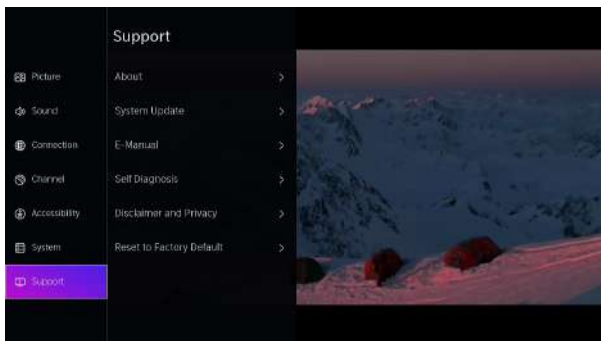 Support
Picture
Sound
Connection
Channel
Accessibility
System
Support
About
System Update
E-Manual
Self Diagnosis
Disclaimer and Privacy
Reset to Factory Default